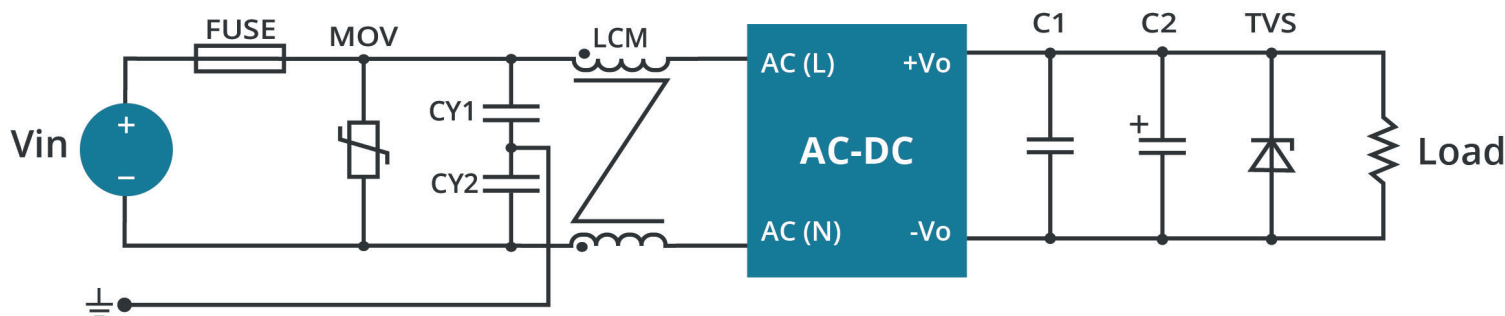 FUSE
MOV
LCM
C1
C2
TVS
AC (L)
+Vo
CY1
+
+
Vin
AC-DC
Load
−
CY2
AC (N)
-Vo